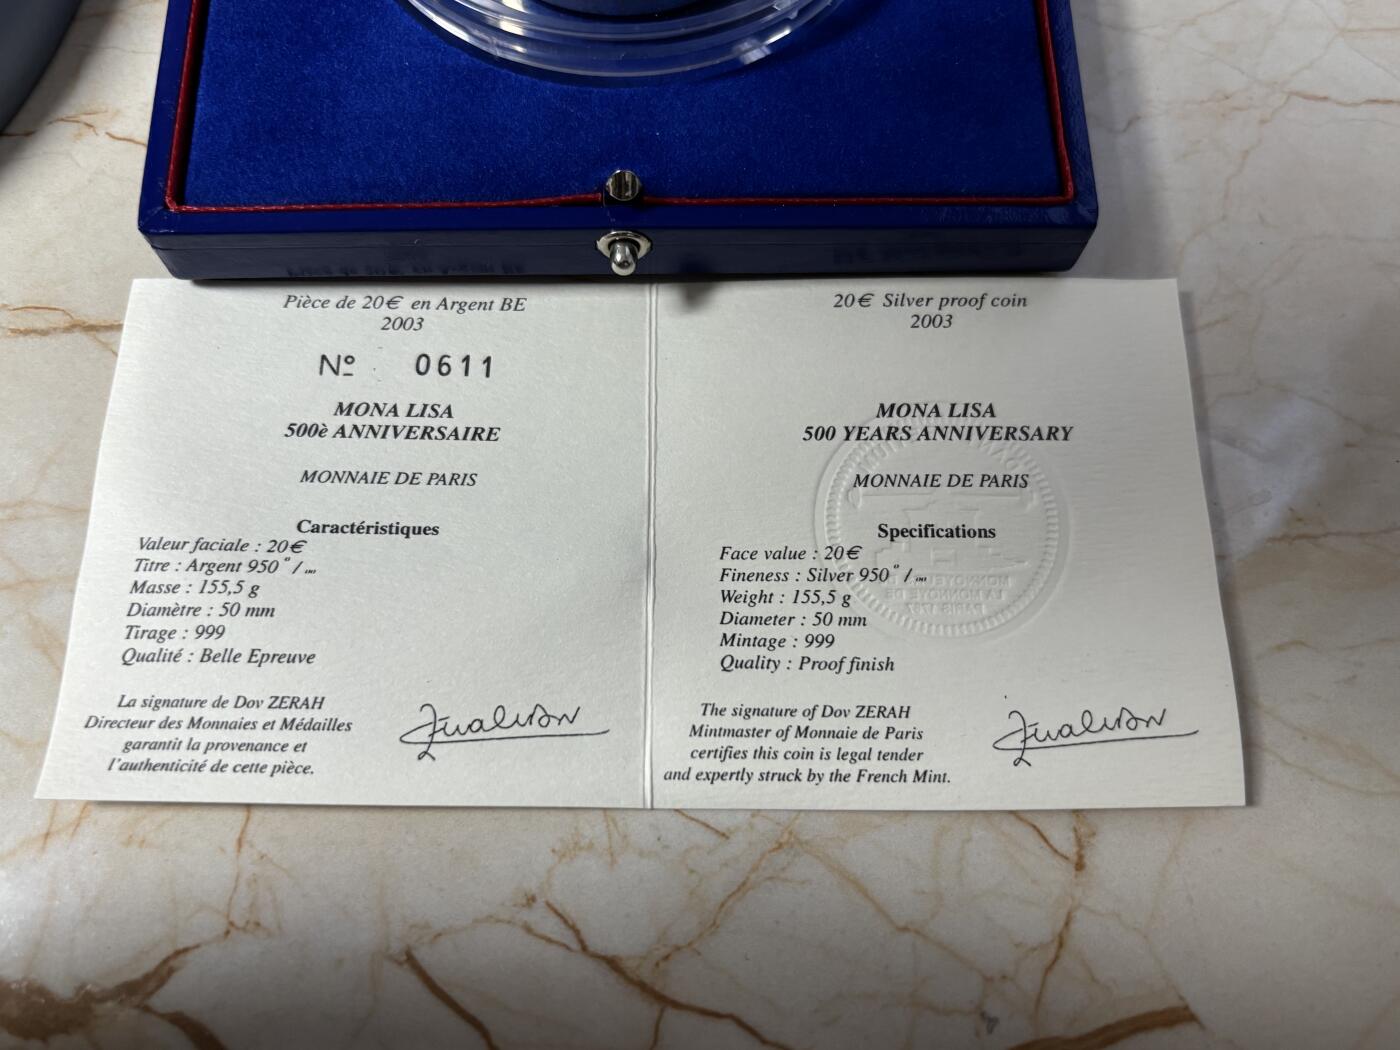 Pièce de 20€ en Argent BE
2003
Nº 0611
MONA LISA
500è ANNIVERSAIRE
MONNAIE DE PARIS
Caractéristiques
Valeur faciale : 20€
Titre : Argent 950°/
Masse : 155,5 g
Diamètre : 50 mm
Tirage : 999
Qualité : Belle Epreuve
La signature de Dov ZERAH
Directeur des Monnaies et Médailles
garantit la provenance et
l'authenticité de cette pièce.
20€ Silver proof coin
2003
MONA LISA
500 YEARS ANNIVERSARY
MONNAIE DE PARIS
Specifications
Face value : 20€
Fineness : Silver 950°/
Weight : 155,5 g
Diameter : 50 mm
Mintage : 999
Quality : Proof finish
The signature of Dov ZERAH
Mintmaster of Monnaie de Paris
certifies this coin is legal tender
and expertly struck by the French Mint.